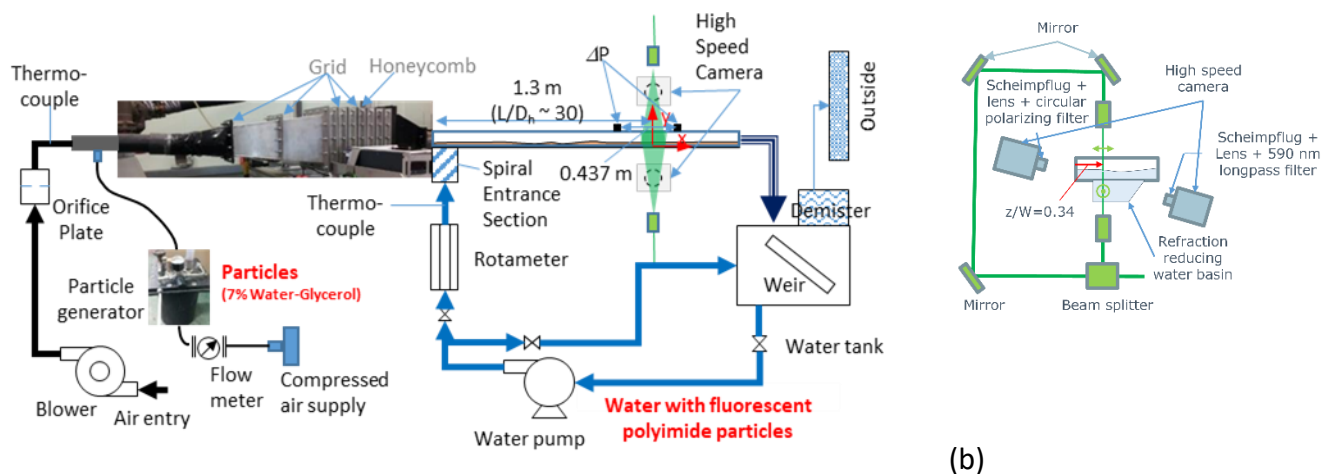 Thermo-
couple
Grid
Honeycomb
1.3 m
(L/Dh ~ 30)
ΔP
High
Speed
Camera
Outside
y
x
0.437 m
Spiral
Entrance
Section
Thermo-
couple
Orifice
Plate
Rotameter
Demister
Weir
Particle
generator
Particles
(7% Water-Glycerol)
Water tank
Blower
Air entry
Flow
meter
Compressed
air supply
Water pump
Water with fluorescent
polyimide particles
Mirror
High speed
camera
Scheimpflug +
lens + circular
polarizing filter
Scheimpflug +
Lens + 590 nm
longpass filter
z/W=0.34
Refraction
reducing
water basin
Mirror
Beam splitter
(b)